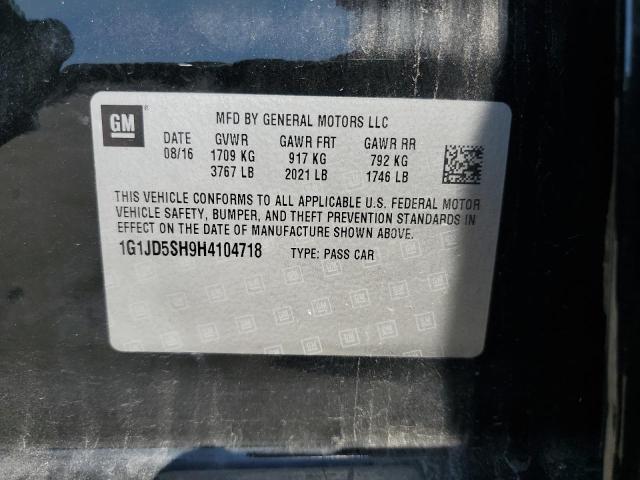 GM ®
MFD BY GENERAL MOTORS LLC
DATE GVWR GAWR FRT GAWR RR
08/16 1709 KG 917 KG 792 KG
3767 LB 2021 LB 1746 LB
THIS VEHICLE CONFORMS TO ALL APPLICABLE U.S. FEDERAL MOTOR
VEHICLE SAFETY, BUMPER, AND THEFT PREVENTION STANDARDS IN
EFFECT ON THE DATE OF MANUFACTURE SHOWN ABOVE.
1G1JD5SH9H4104718 TYPE: PASS CAR